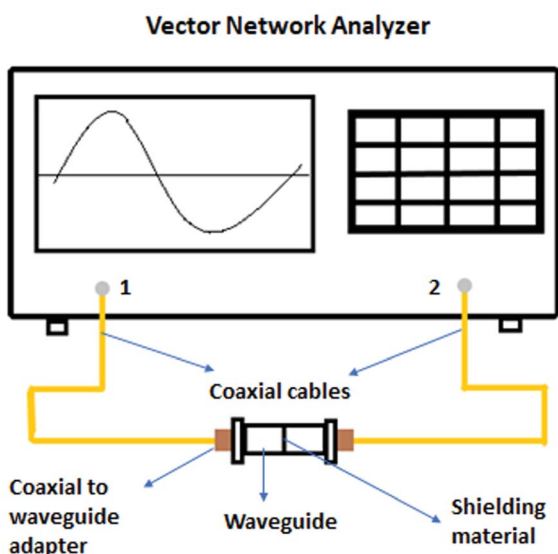 Vector Network Analyzer
1
2
Coaxial cables
Coaxial to
waveguide
adapter
Waveguide
Shielding
material